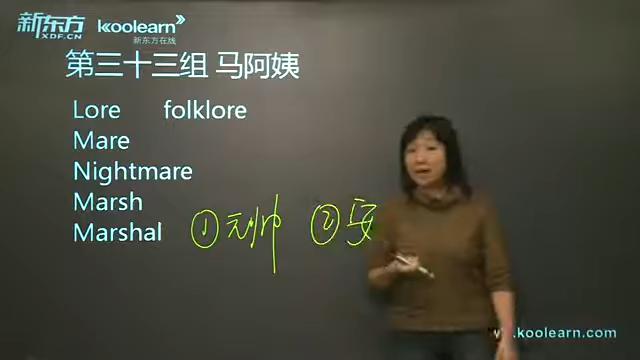 新东方 XDF.CN koolearn 新东方在线
第三十三组 马阿姨
Lore folklore
Mare
Nightmare
Marsh
Marshal ①元帅 ②安
.koolearn.com